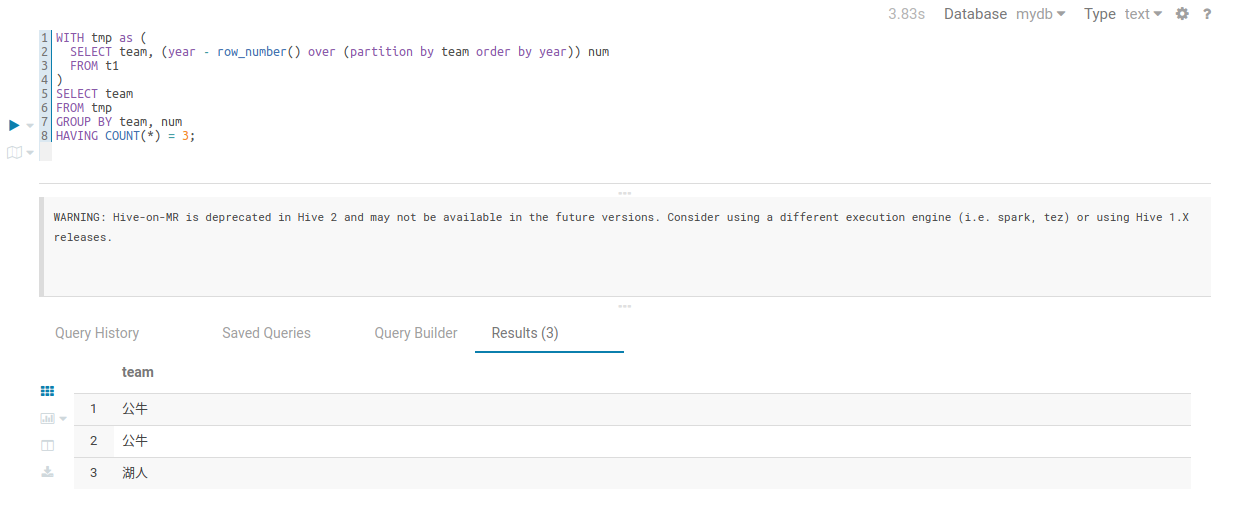 3.83s Database mydb Type text ?
1 WITH tmp as (
2 SELECT team, (year - row_number() over (partition by team order by year)) num
3 FROM t1
4 )
5 SELECT team
6 FROM tmp
7 GROUP BY team, num
8 HAVING COUNT(*) = 3;
WARNING: Hive-on-MR is deprecated in Hive 2 and may not be available in the future versions. Consider using a different execution engine (i.e. spark, tez) or using Hive 1.X
releases.
Query History Saved Queries Query Builder Results (3)
team
1 公牛
2 公牛
3 湖人